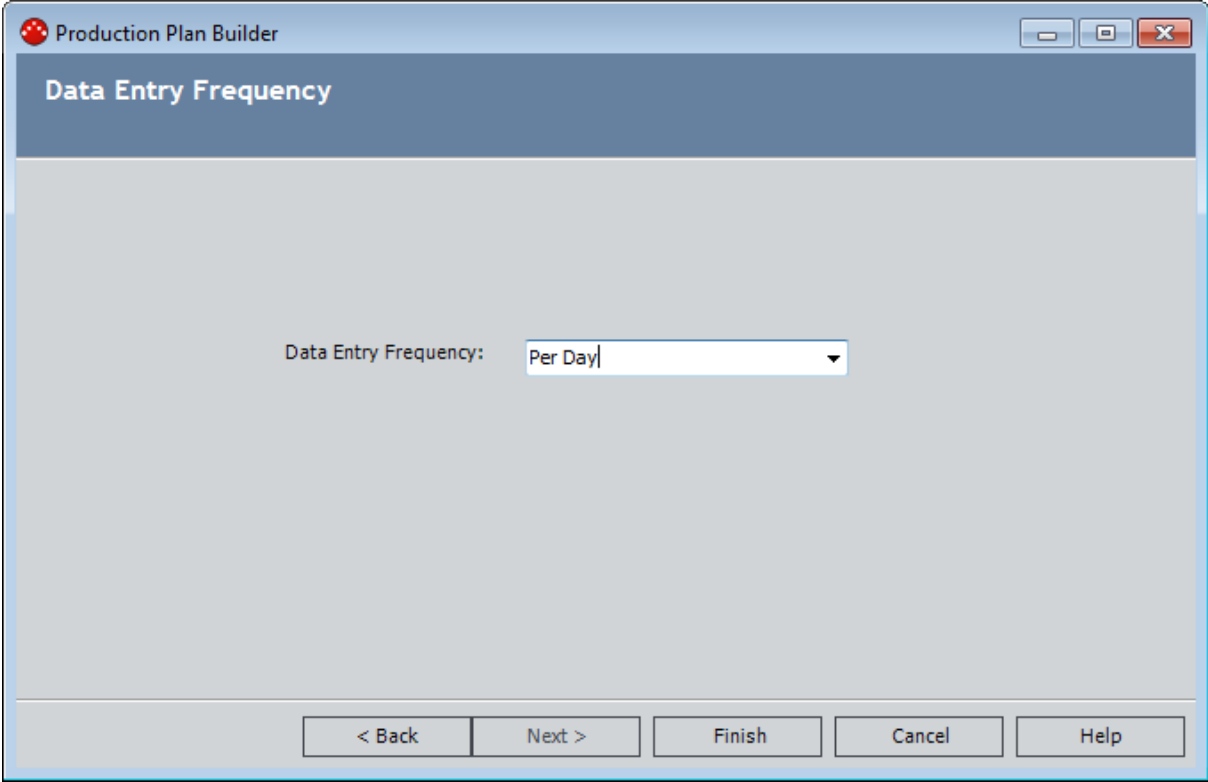 Production Plan Builder
Data Entry Frequency
Data Entry Frequency: Per Day
< Back Next > Finish Cancel Help